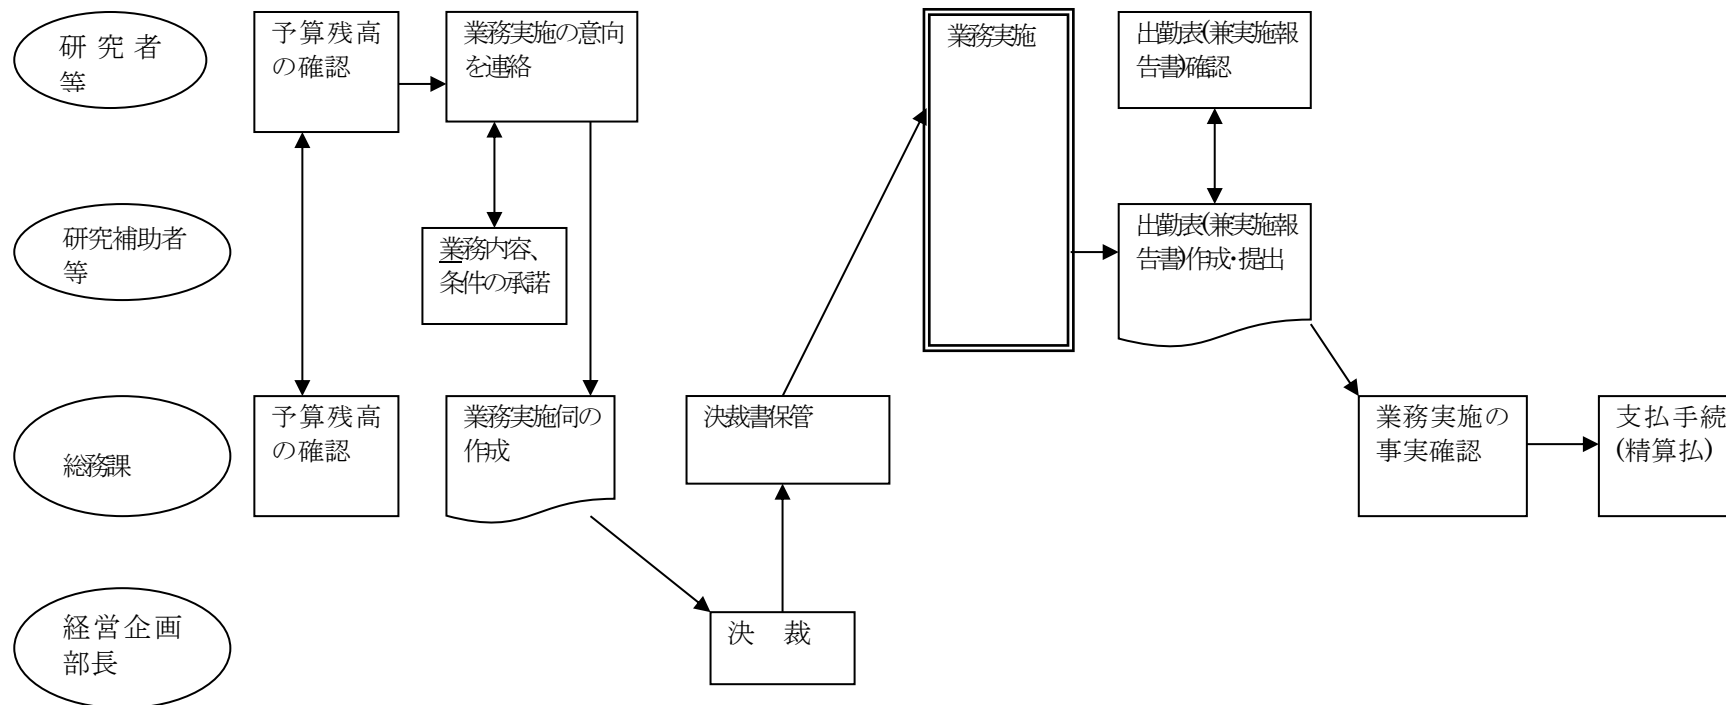 研究者
等
予算残高
の確認
業務実施の意向
を連絡
業務実施
出勤表(兼実施報
告書)確認
研究補助者
等
業務内容、
条件の承諾
出勤表(兼実施報
告書)作成・提出
総務課
予算残高
の確認
業務実施伺の
作成
決裁書保管
業務実施の
事実確認
支払手続
(精算払)
経営企画
部長
決　裁